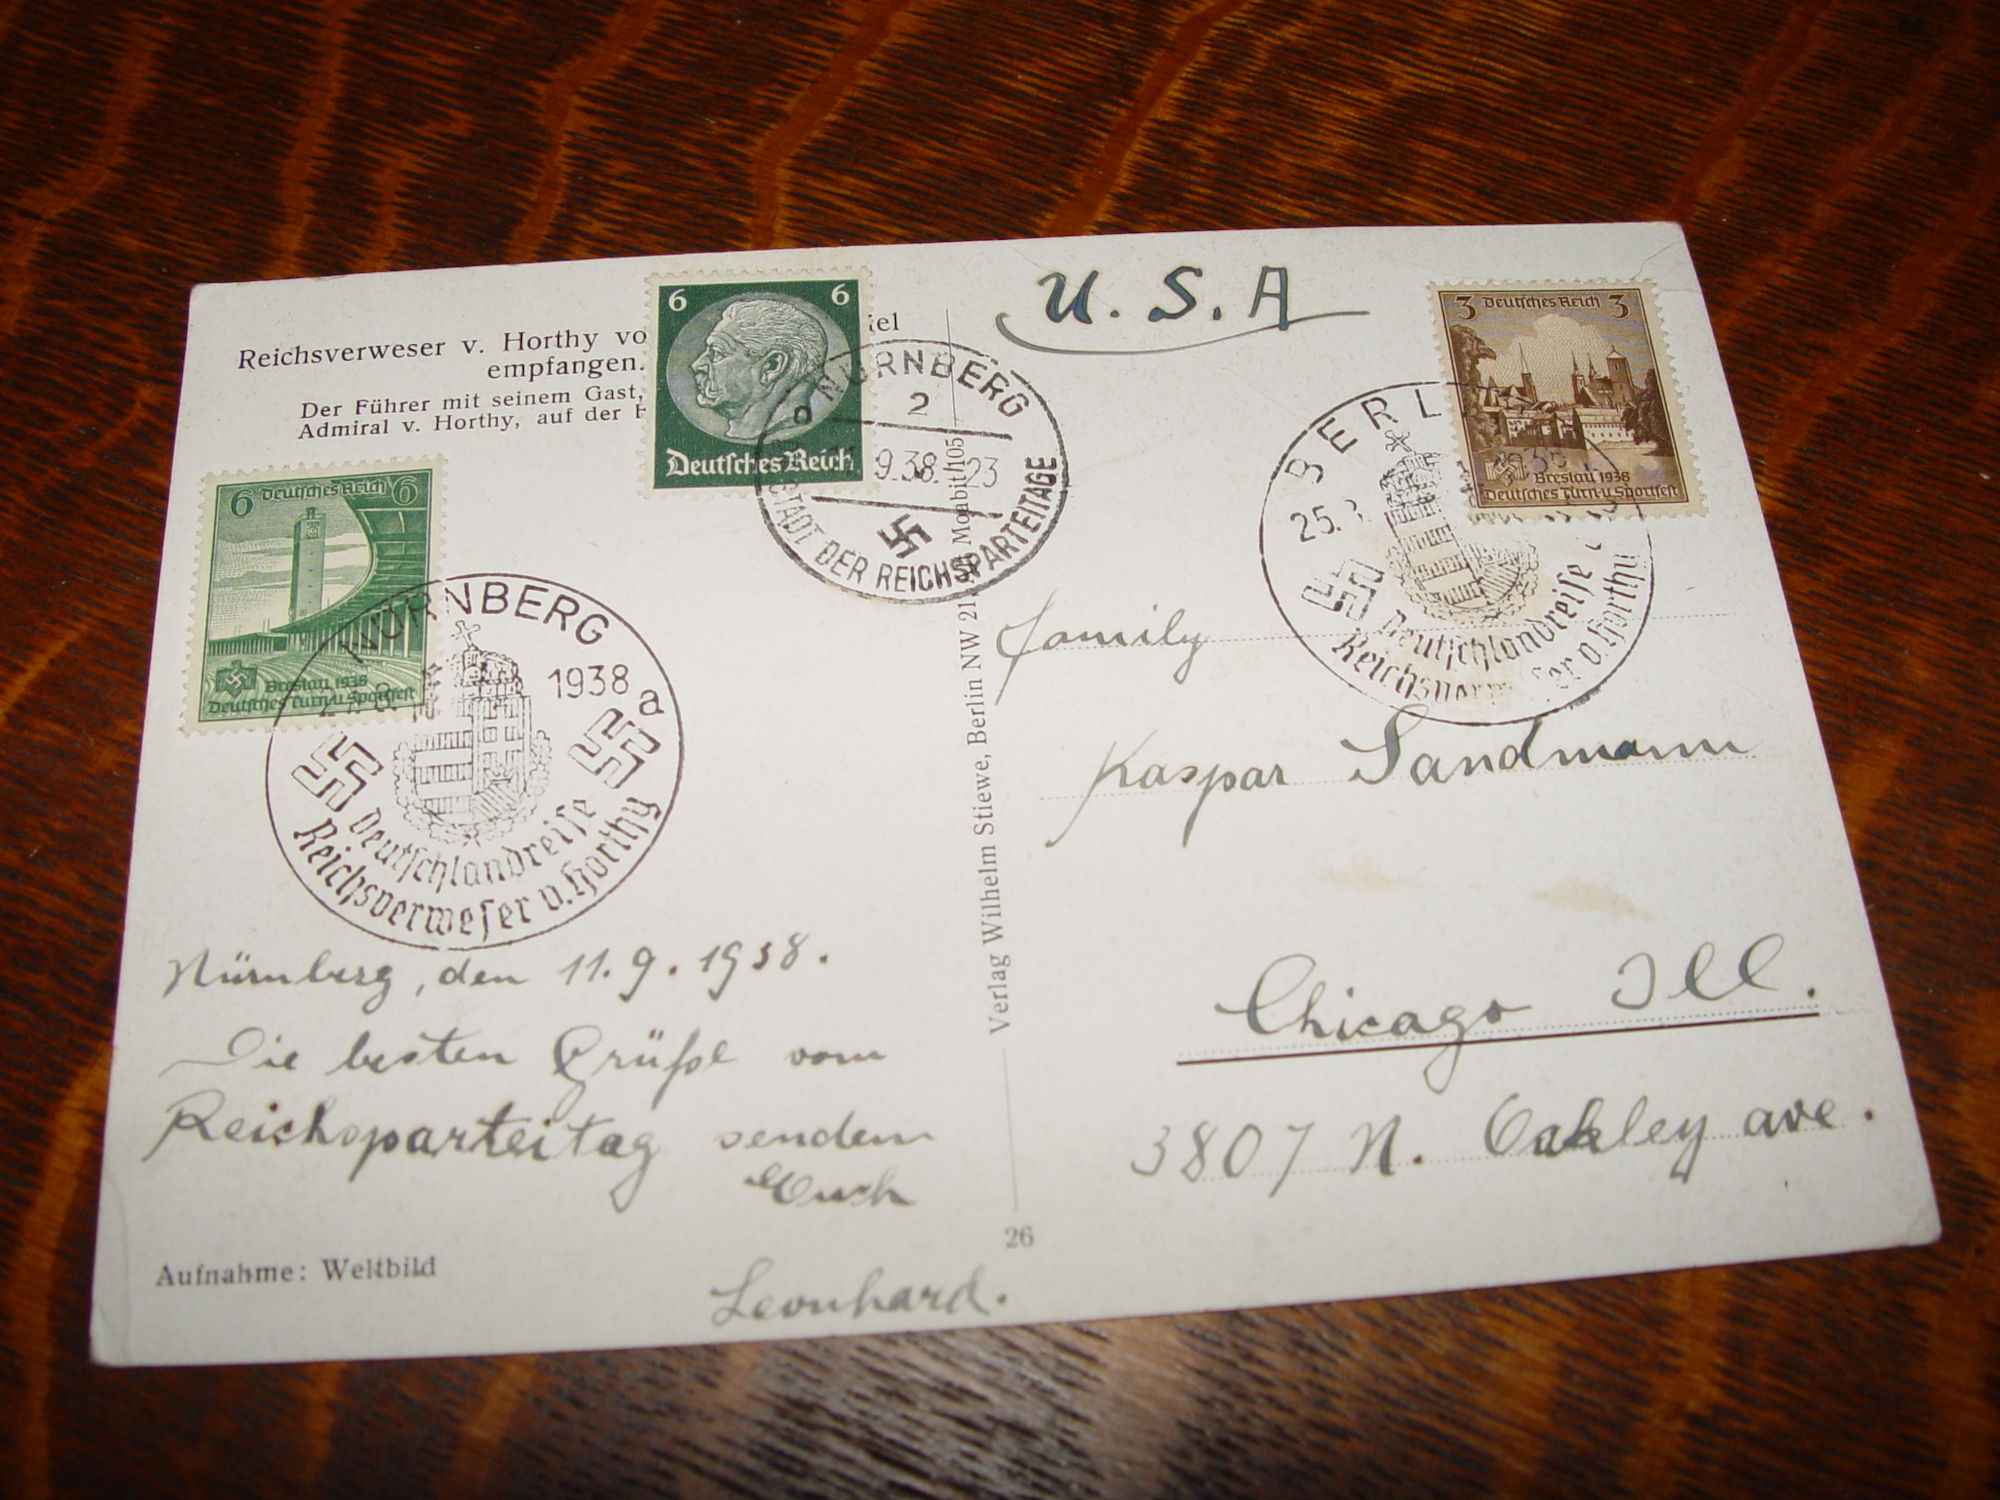 Reichsverweser v. Horthy vo
iel
empfangen.
Der Führer mit seinem Gast,
Admiral v. Horthy, auf der
6 6
Deutsches Reich
NÜRNBERG
2
9.38. 23
STADT DER REICHSPARTEITAGE
6 Deutsches Reich 6
Breslau 1938
Deutsches Turn-u.Sportfest
NÜRNBERG
1938
a
Deutschlandreise
Reichsverweser v. Horthy
Nürnberg, den 11.9.1938.
Die besten Grüße vom
Reichsparteitag senden
Euch
Leonhard.
Aufnahme: Weltbild
Verlag Wilhelm Stiewe, Berlin NW 21, Moabith05
26
U.S.A
3 Deutsches Reich 3
Breslau 1938
Deutsches Turn-u.Sportfest
BERL
25.
Deutschlandreise
v. Horthy
Family
Kaspar Sandmann
Chicago Ill.
3807 N. Oakley ave.